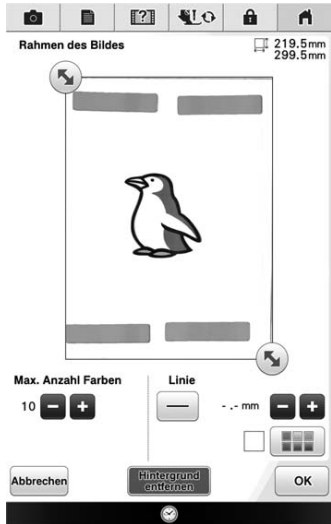 Rahmen des Bildes
219.5mm
299.5mm
Max. Anzahl Farben
Linie
10
-.- mm
Abbrechen
Hintergrund
entfernen
OK